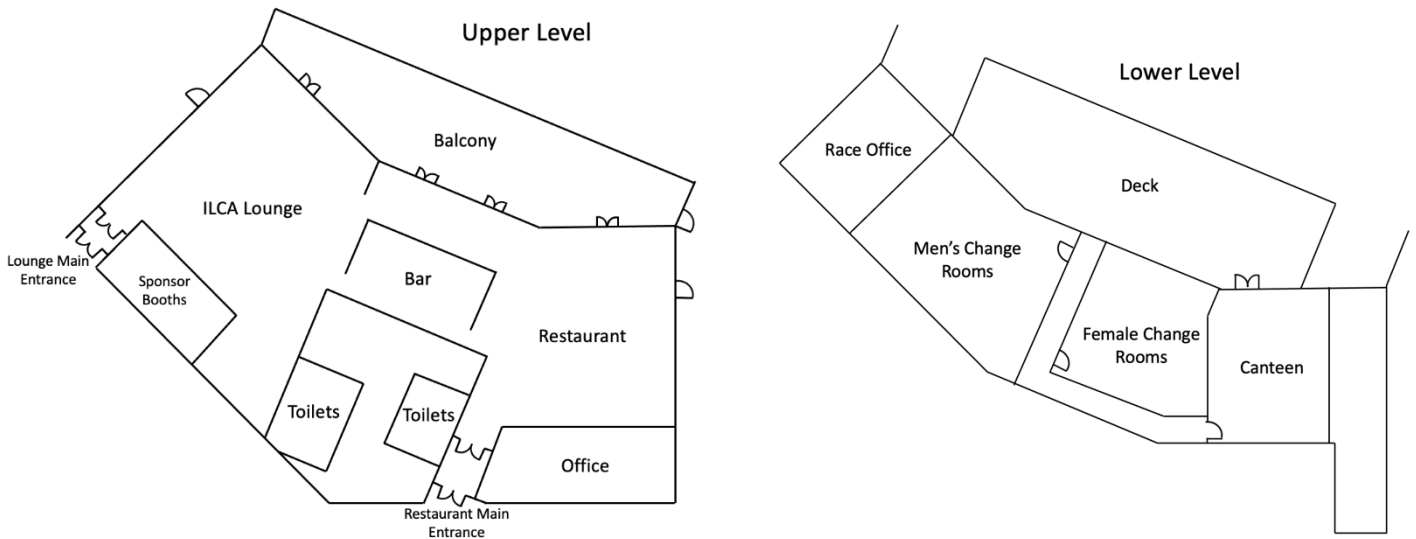 Upper Level
Balcony
ILCA Lounge
Lounge Main
Entrance
Sponsor
Booths
Bar
Restaurant
Toilets
Toilets
Office
Restaurant Main
Entrance
Lower Level
Race Office
Deck
Men's Change
Rooms
Female Change
Rooms
Canteen